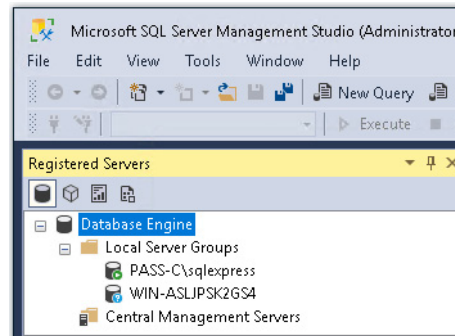 Microsoft SQL Server Management Studio (Administrator
File Edit View Tools Window Help
New Query
Execute
Registered Servers
Database Engine
Local Server Groups
PASS-C\sqlexpress
WIN-ASLJPSK2GS4
Central Management Servers